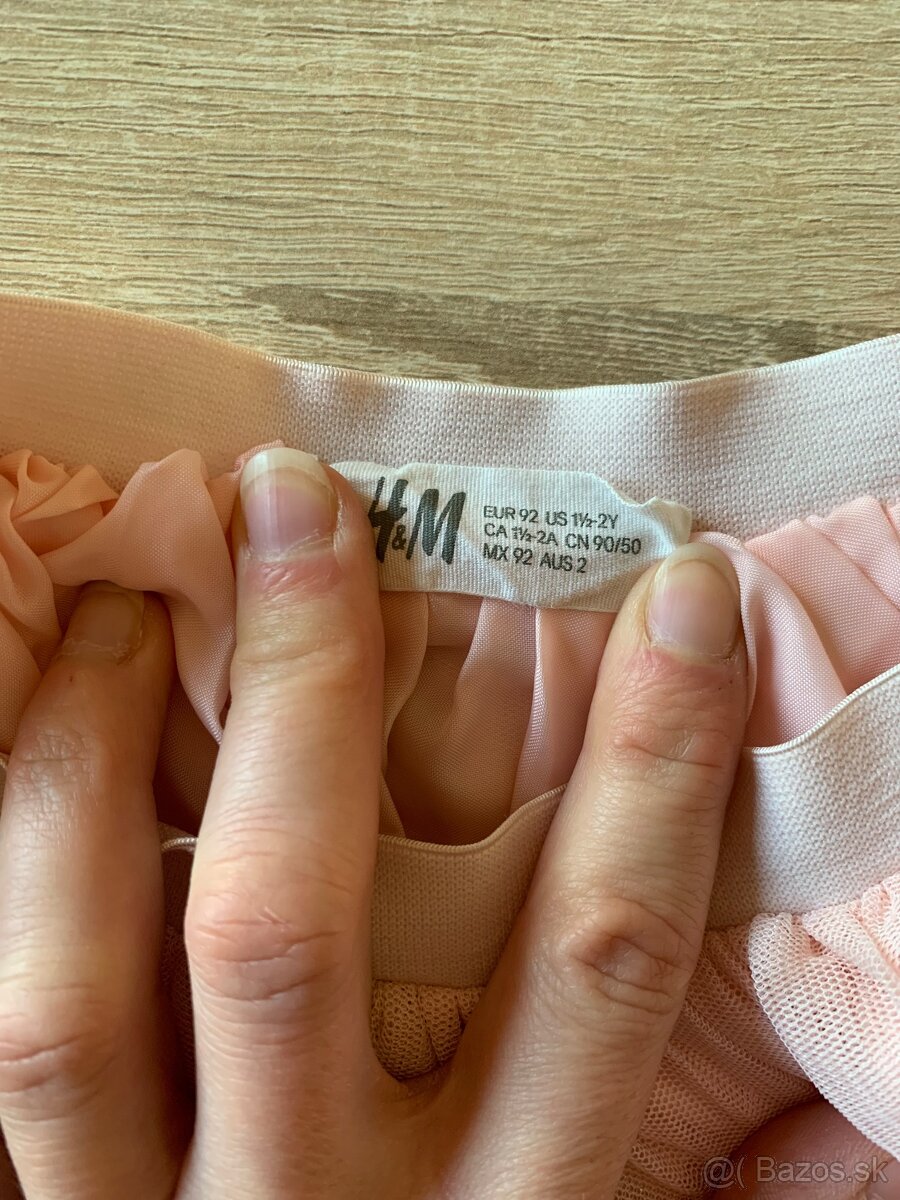 H&M
EUR 92 US 1½-2Y
CA 1½-2A CN 90/50
MX 92 AUS 2
@( Bazos.sk